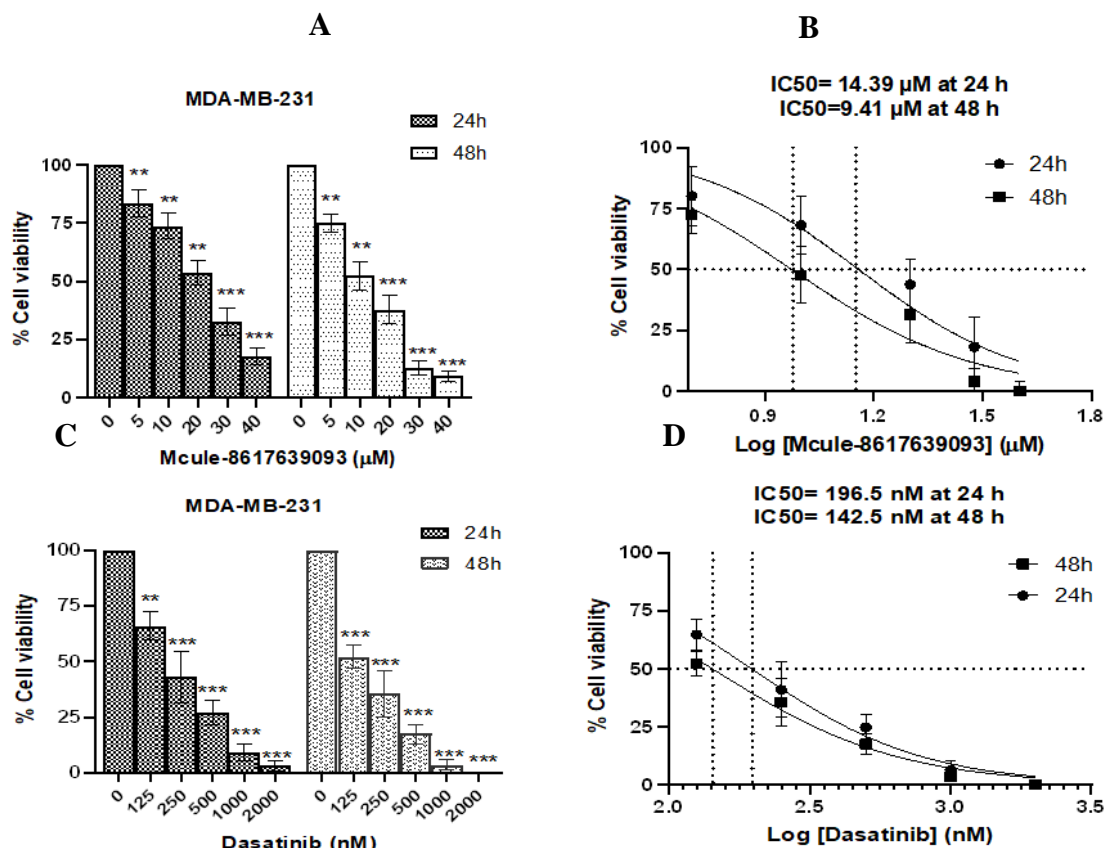 A
MDA-MB-231
24h
48h
% Cell viability
100
75
50
25
0
** ** ** *** ***
** ** *** *** ***
0 5 10 20 30 40 0 5 10 20 30 40
Mcule-8617639093 (μM)
B
IC50= 14.39 μM at 24 h
IC50=9.41 μM at 48 h
24h
48h
% Cell viability
100
75
50
25
0
0.9 1.2 1.5 1.8
Log [Mcule-8617639093] (μM)
C
MDA-MB-231
24h
48h
% Cell viability
100
75
50
25
0
** *** *** *** ***
*** *** *** *** ***
0 125 250 500 1000 2000 0 125 250 500 1000 2000
Dasatinib (nM)
D
IC50= 196.5 nM at 24 h
IC50= 142.5 nM at 48 h
48h
24h
% Cell viability
100
75
50
25
0
2.0 2.5 3.0 3.5
Log [Dasatinib] (nM)